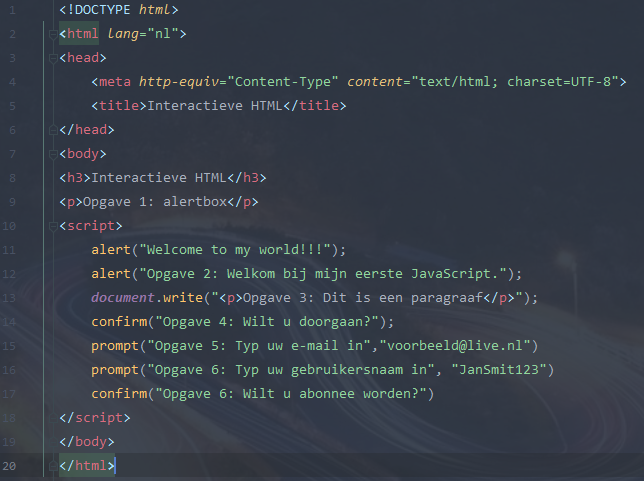 1 <!DOCTYPE html>
2 <html lang="nl">
3 <head>
4 <meta http-equiv="Content-Type" content="text/html; charset=UTF-8">
5 <title>Interactieve HTML</title>
6 </head>
7 <body>
8 <h3>Interactieve HTML</h3>
9 <p>Opgave 1: alertbox</p>
10 <script>
11 alert("Welcome to my world!!!");
12 alert("Opgave 2: Welkom bij mijn eerste JavaScript.");
13 document.write("<p>Opgave 3: Dit is een paragraaf</p>");
14 confirm("Opgave 4: Wilt u doorgaan?");
15 prompt("Opgave 5: Typ uw e-mail in","voorbeeld@live.nl")
16 prompt("Opgave 6: Typ uw gebruikersnaam in", "JanSmit123")
17 confirm("Opgave 6: Wilt u abonnee worden?")
18 </script>
19 </body>
20 </html>